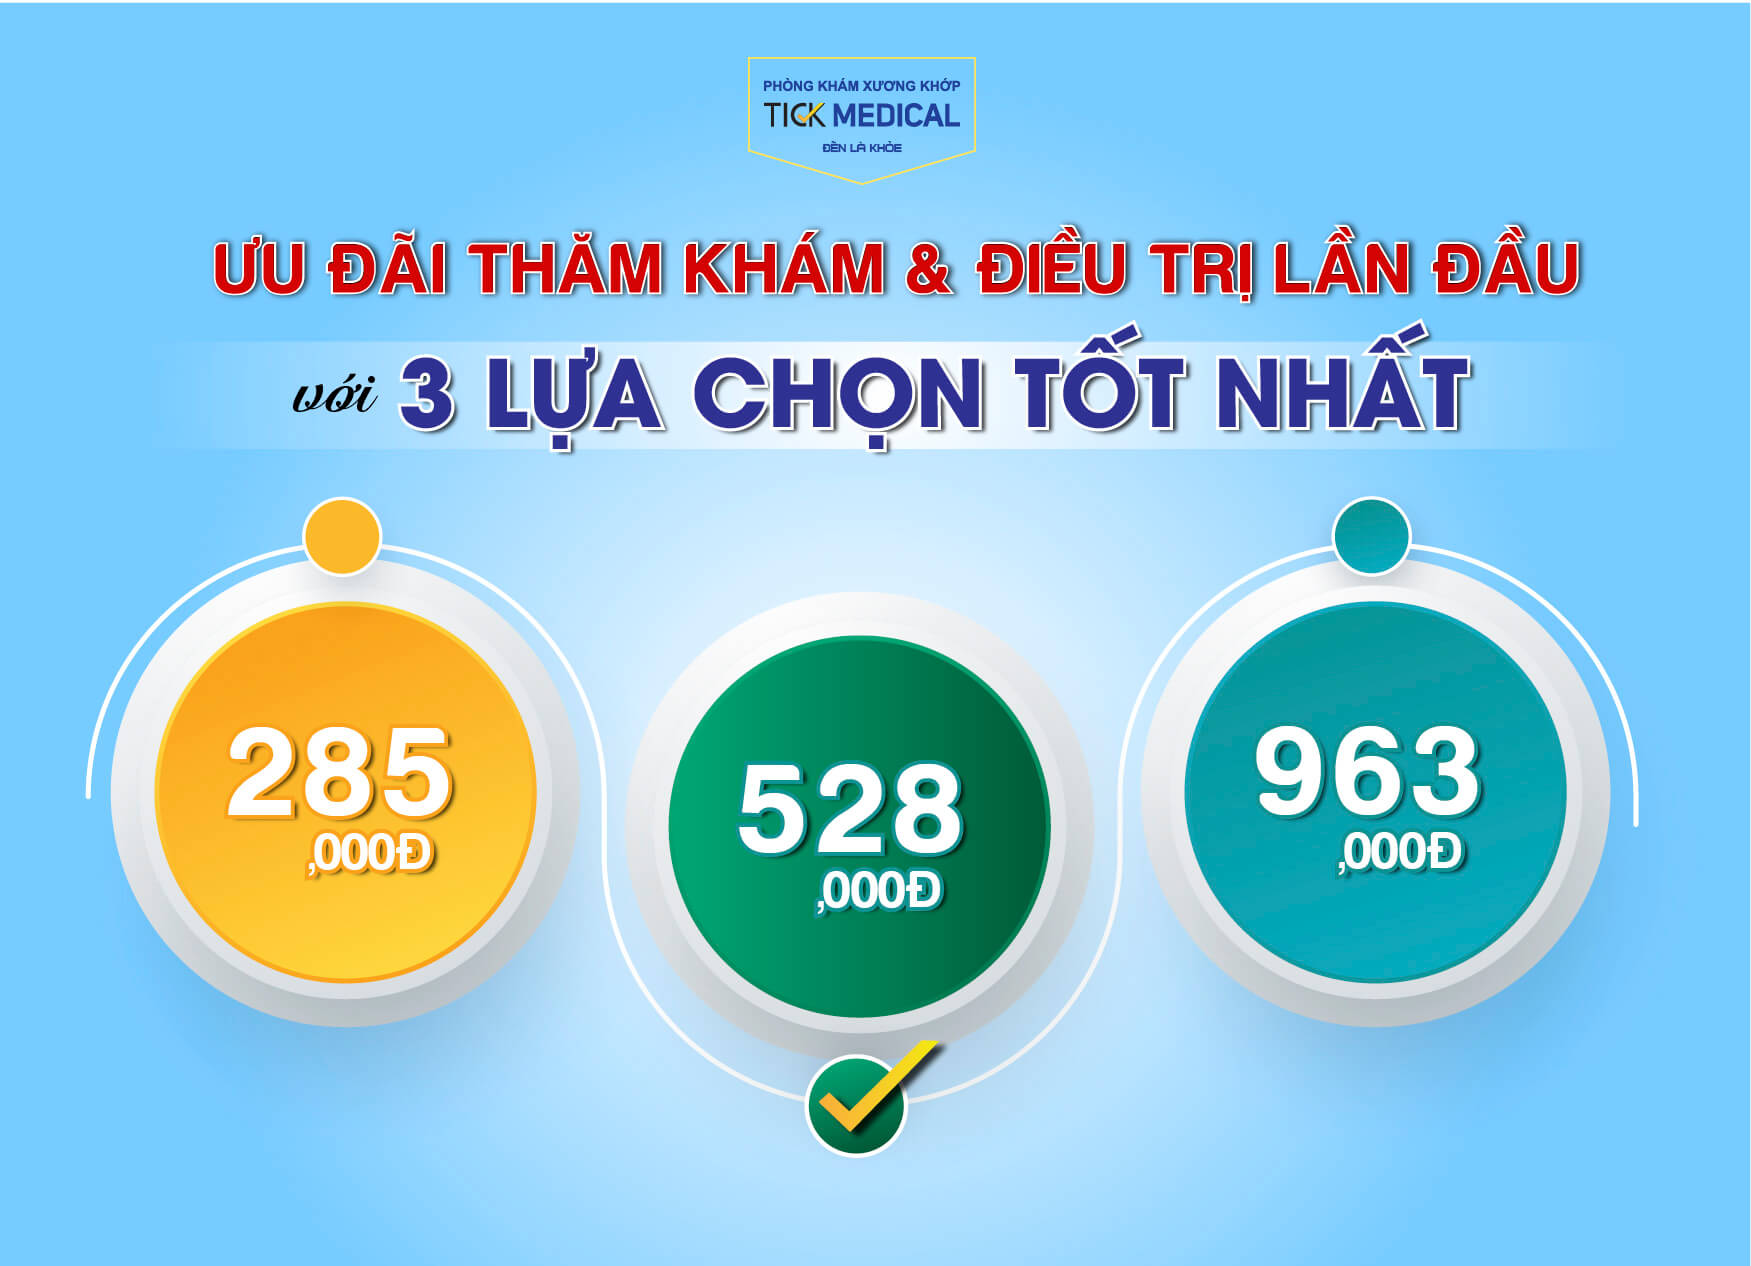 PHÒNG KHÁM XƯƠNG KHỚP
TICK MEDICAL
ĐẾN LÀ KHỎE
ƯU ĐÃI THĂM KHÁM & ĐIỀU TRỊ LẦN ĐẦU
với 3 LỰA CHỌN TỐT NHẤT
285
,000Đ
528
,000Đ
963
,000Đ